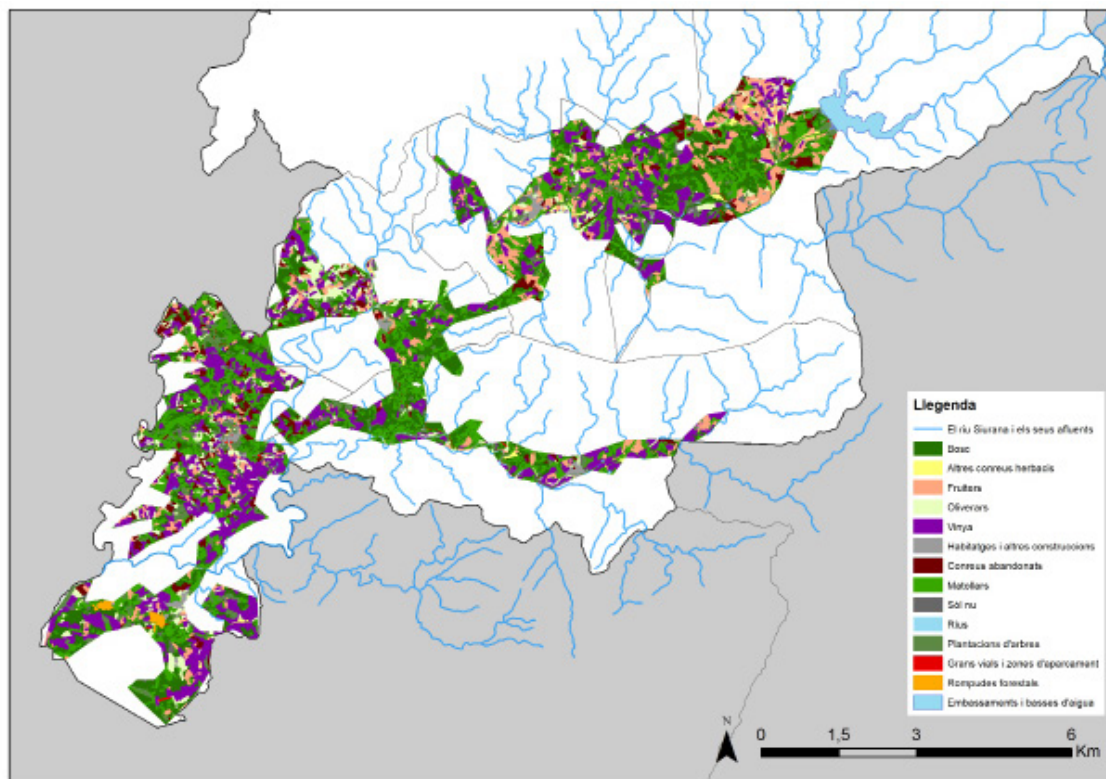 Llegenda
El riu Siurana i els seus afluents
Bosc
Altres conreus herbacis
Fruiters
Oliverars
Vinya
Habitatges i altres construccions
Conreus abandonats
Matollars
Sòl nu
Rius
Plantacions d'arbres
Grans vials i zones d'aparcament
Rompudes forestals
Embassaments i basses d'aigua
N
0 1,5 3 6
Km